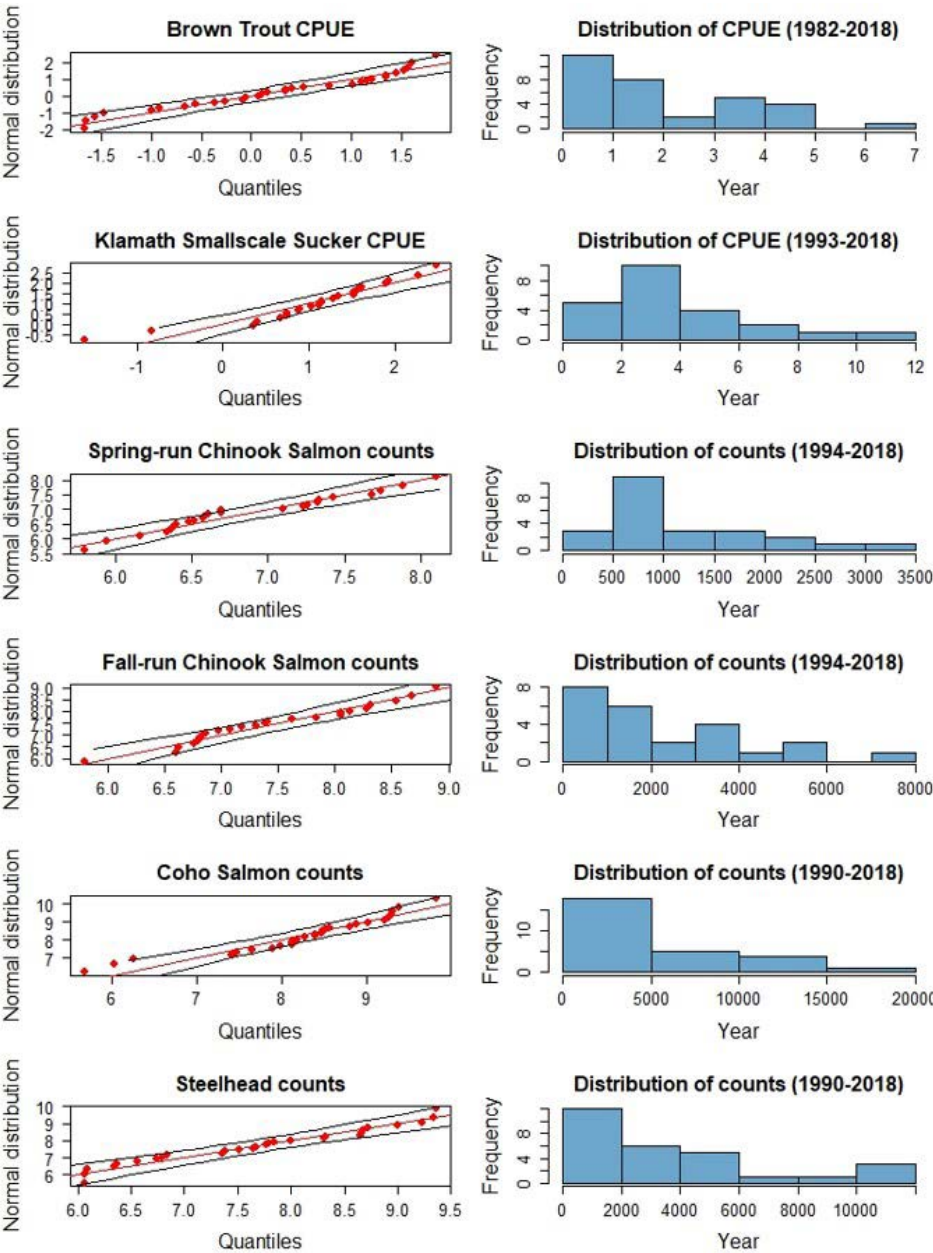 Brown Trout CPUE
Normal distribution
2
1
0
-1
-2
-1.5 -1.0 -0.5 0.0 0.5 1.0 1.5
Quantiles
Distribution of CPUE (1982-2018)
Frequency
8
4
0
0 1 2 3 4 5 6 7
Year
Klamath Smallscale Sucker CPUE
Normal distribution
2.5
1.5
0.5
-0.5
-1 0 1 2
Quantiles
Distribution of CPUE (1993-2018)
Frequency
8
4
0
0 2 4 6 8 10 12
Year
Spring-run Chinook Salmon counts
Normal distribution
8.0
7.5
7.0
6.5
6.0
5.5
6.0 6.5 7.0 7.5 8.0
Quantiles
Distribution of counts (1994-2018)
Frequency
8
4
0
0 500 1000 1500 2000 2500 3000 3500
Year
Fall-run Chinook Salmon counts
Normal distribution
9.0
8.5
8.0
7.5
7.0
6.5
6.0
6.0 6.5 7.0 7.5 8.0 8.5 9.0
Quantiles
Distribution of counts (1994-2018)
Frequency
8
4
0
0 2000 4000 6000 8000
Year
Coho Salmon counts
Normal distribution
10
9
8
7
6 7 8 9
Quantiles
Distribution of counts (1990-2018)
Frequency
10
0
0 5000 10000 15000 20000
Year
Steelhead counts
Normal distribution
10
9
8
7
6
6.0 6.5 7.0 7.5 8.0 8.5 9.0 9.5
Quantiles
Distribution of counts (1990-2018)
Frequency
8
4
0
0 2000 4000 6000 8000 10000
Year